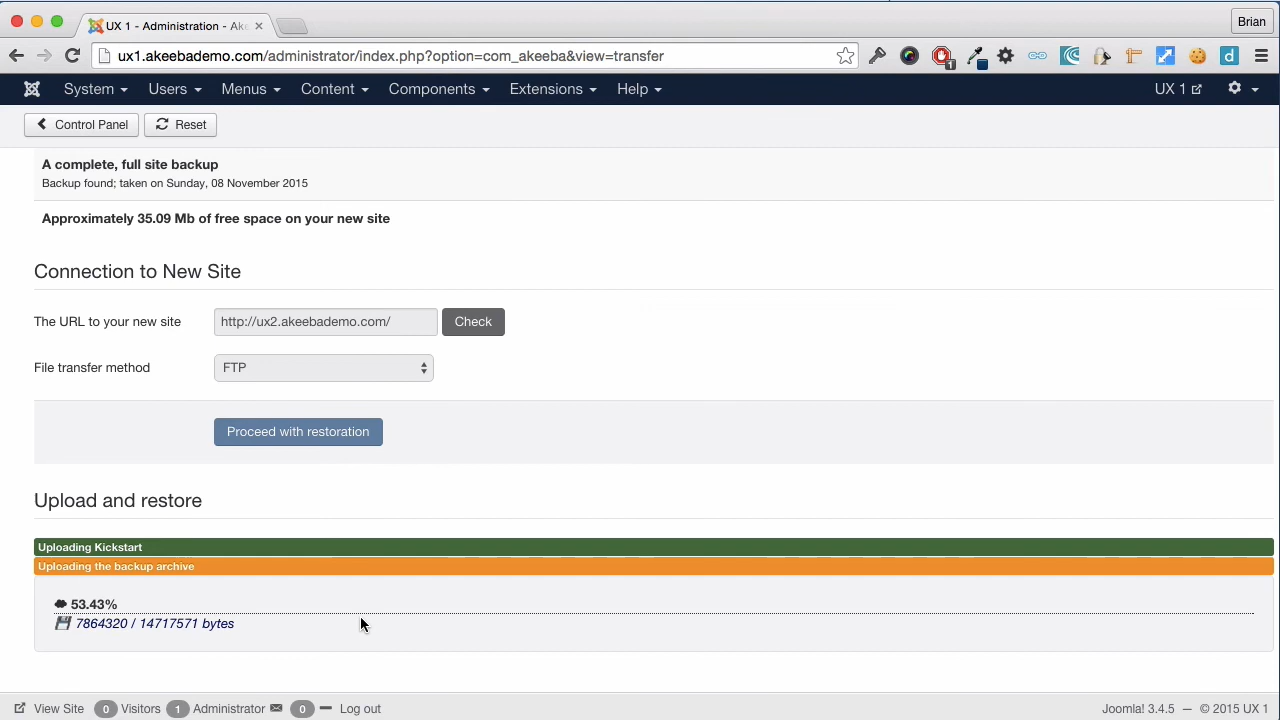 UX 1 - Administration - Ake
Brian
ux1.akeebademo.com/administrator/index.php?option=com_akeeba&view=transfer
1
d
System Users Menus Content Components Extensions Help UX 1
Control Panel Reset
A complete, full site backup
Backup found; taken on Sunday, 08 November 2015
Approximately 35.09 Mb of free space on your new site
Connection to New Site
The URL to your new site http://ux2.akeebademo.com/ Check
File transfer method FTP
Proceed with restoration
Upload and restore
Uploading Kickstart
Uploading the backup archive
53.43%
7864320 / 14717571 bytes
View Site 0 Visitors 1 Administrator 0 Log out Joomla! 3.4.5 — © 2015 UX 1